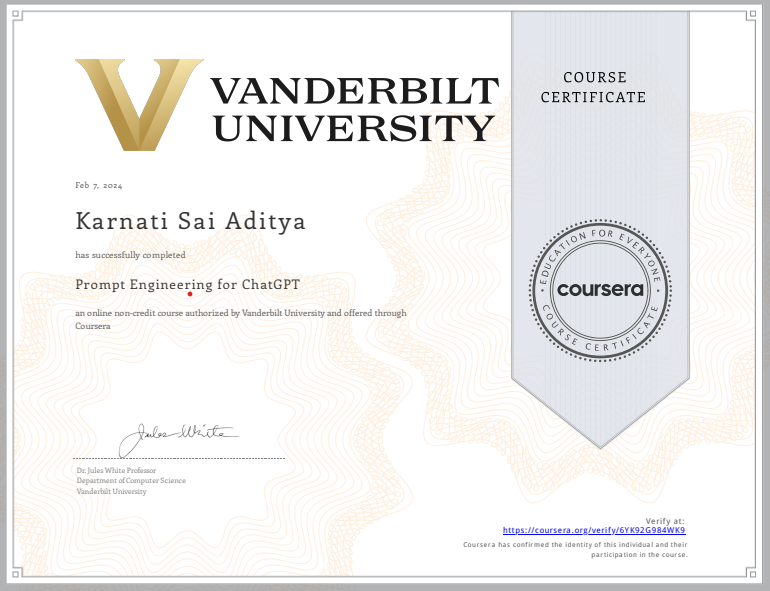 VANDERBILT
UNIVERSITY
COURSE
CERTIFICATE
Feb 7, 2024
Karnati Sai Aditya
has successfully completed
Prompt Engineering for ChatGPT
an online non-credit course authorized by Vanderbilt University and offered through
Coursera
EDUCATION FOR EVERYONE
coursera
COURSE CERTIFICATE
Jules White
Dr. Jules White Professor
Department of Computer Science
Vanderbilt University
Verify at:
https://coursera.org/verify/6YK92G984WK9
Coursera has confirmed the identity of this individual and their
participation in the course.